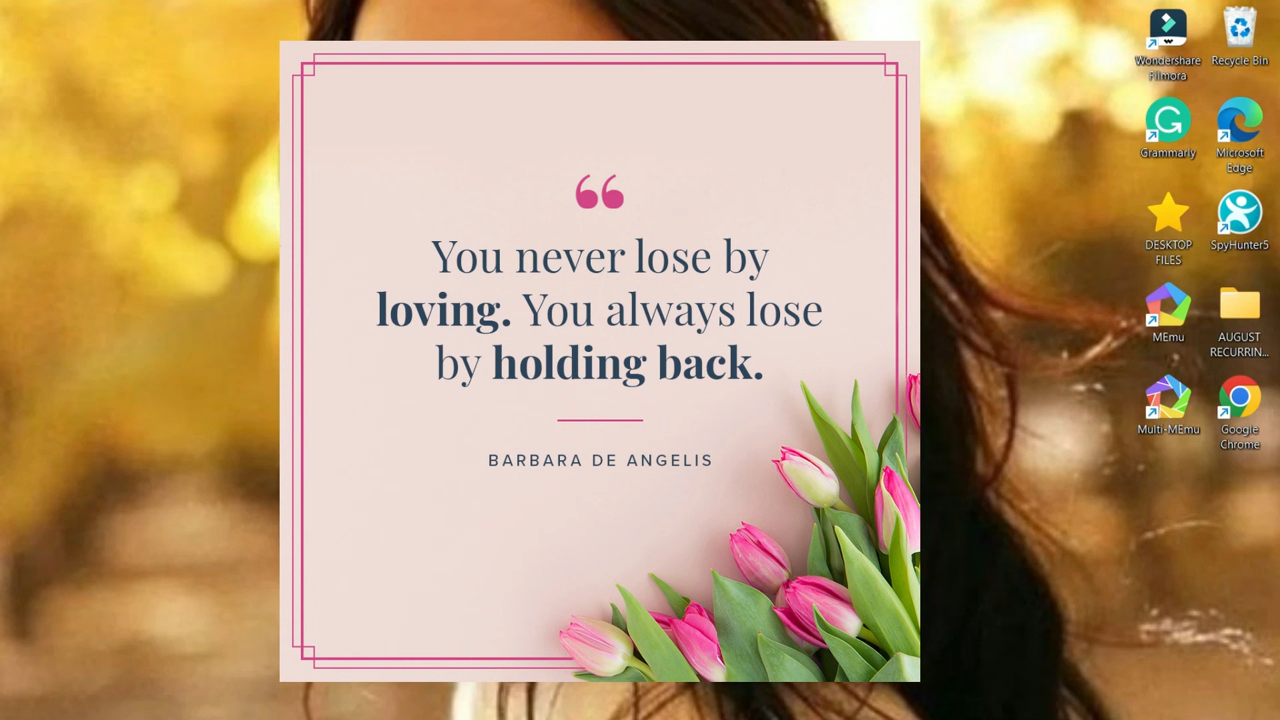 “
You never lose by
loving. You always lose
by holding back.
BARBARA DE ANGELIS
Wondershare
Filmora
Recycle Bin
Grammarly
Microsoft
Edge
DESKTOP
FILES
SpyHunter5
MEmu
AUGUST
RECURRIN...
Multi-MEmu
Google
Chrome